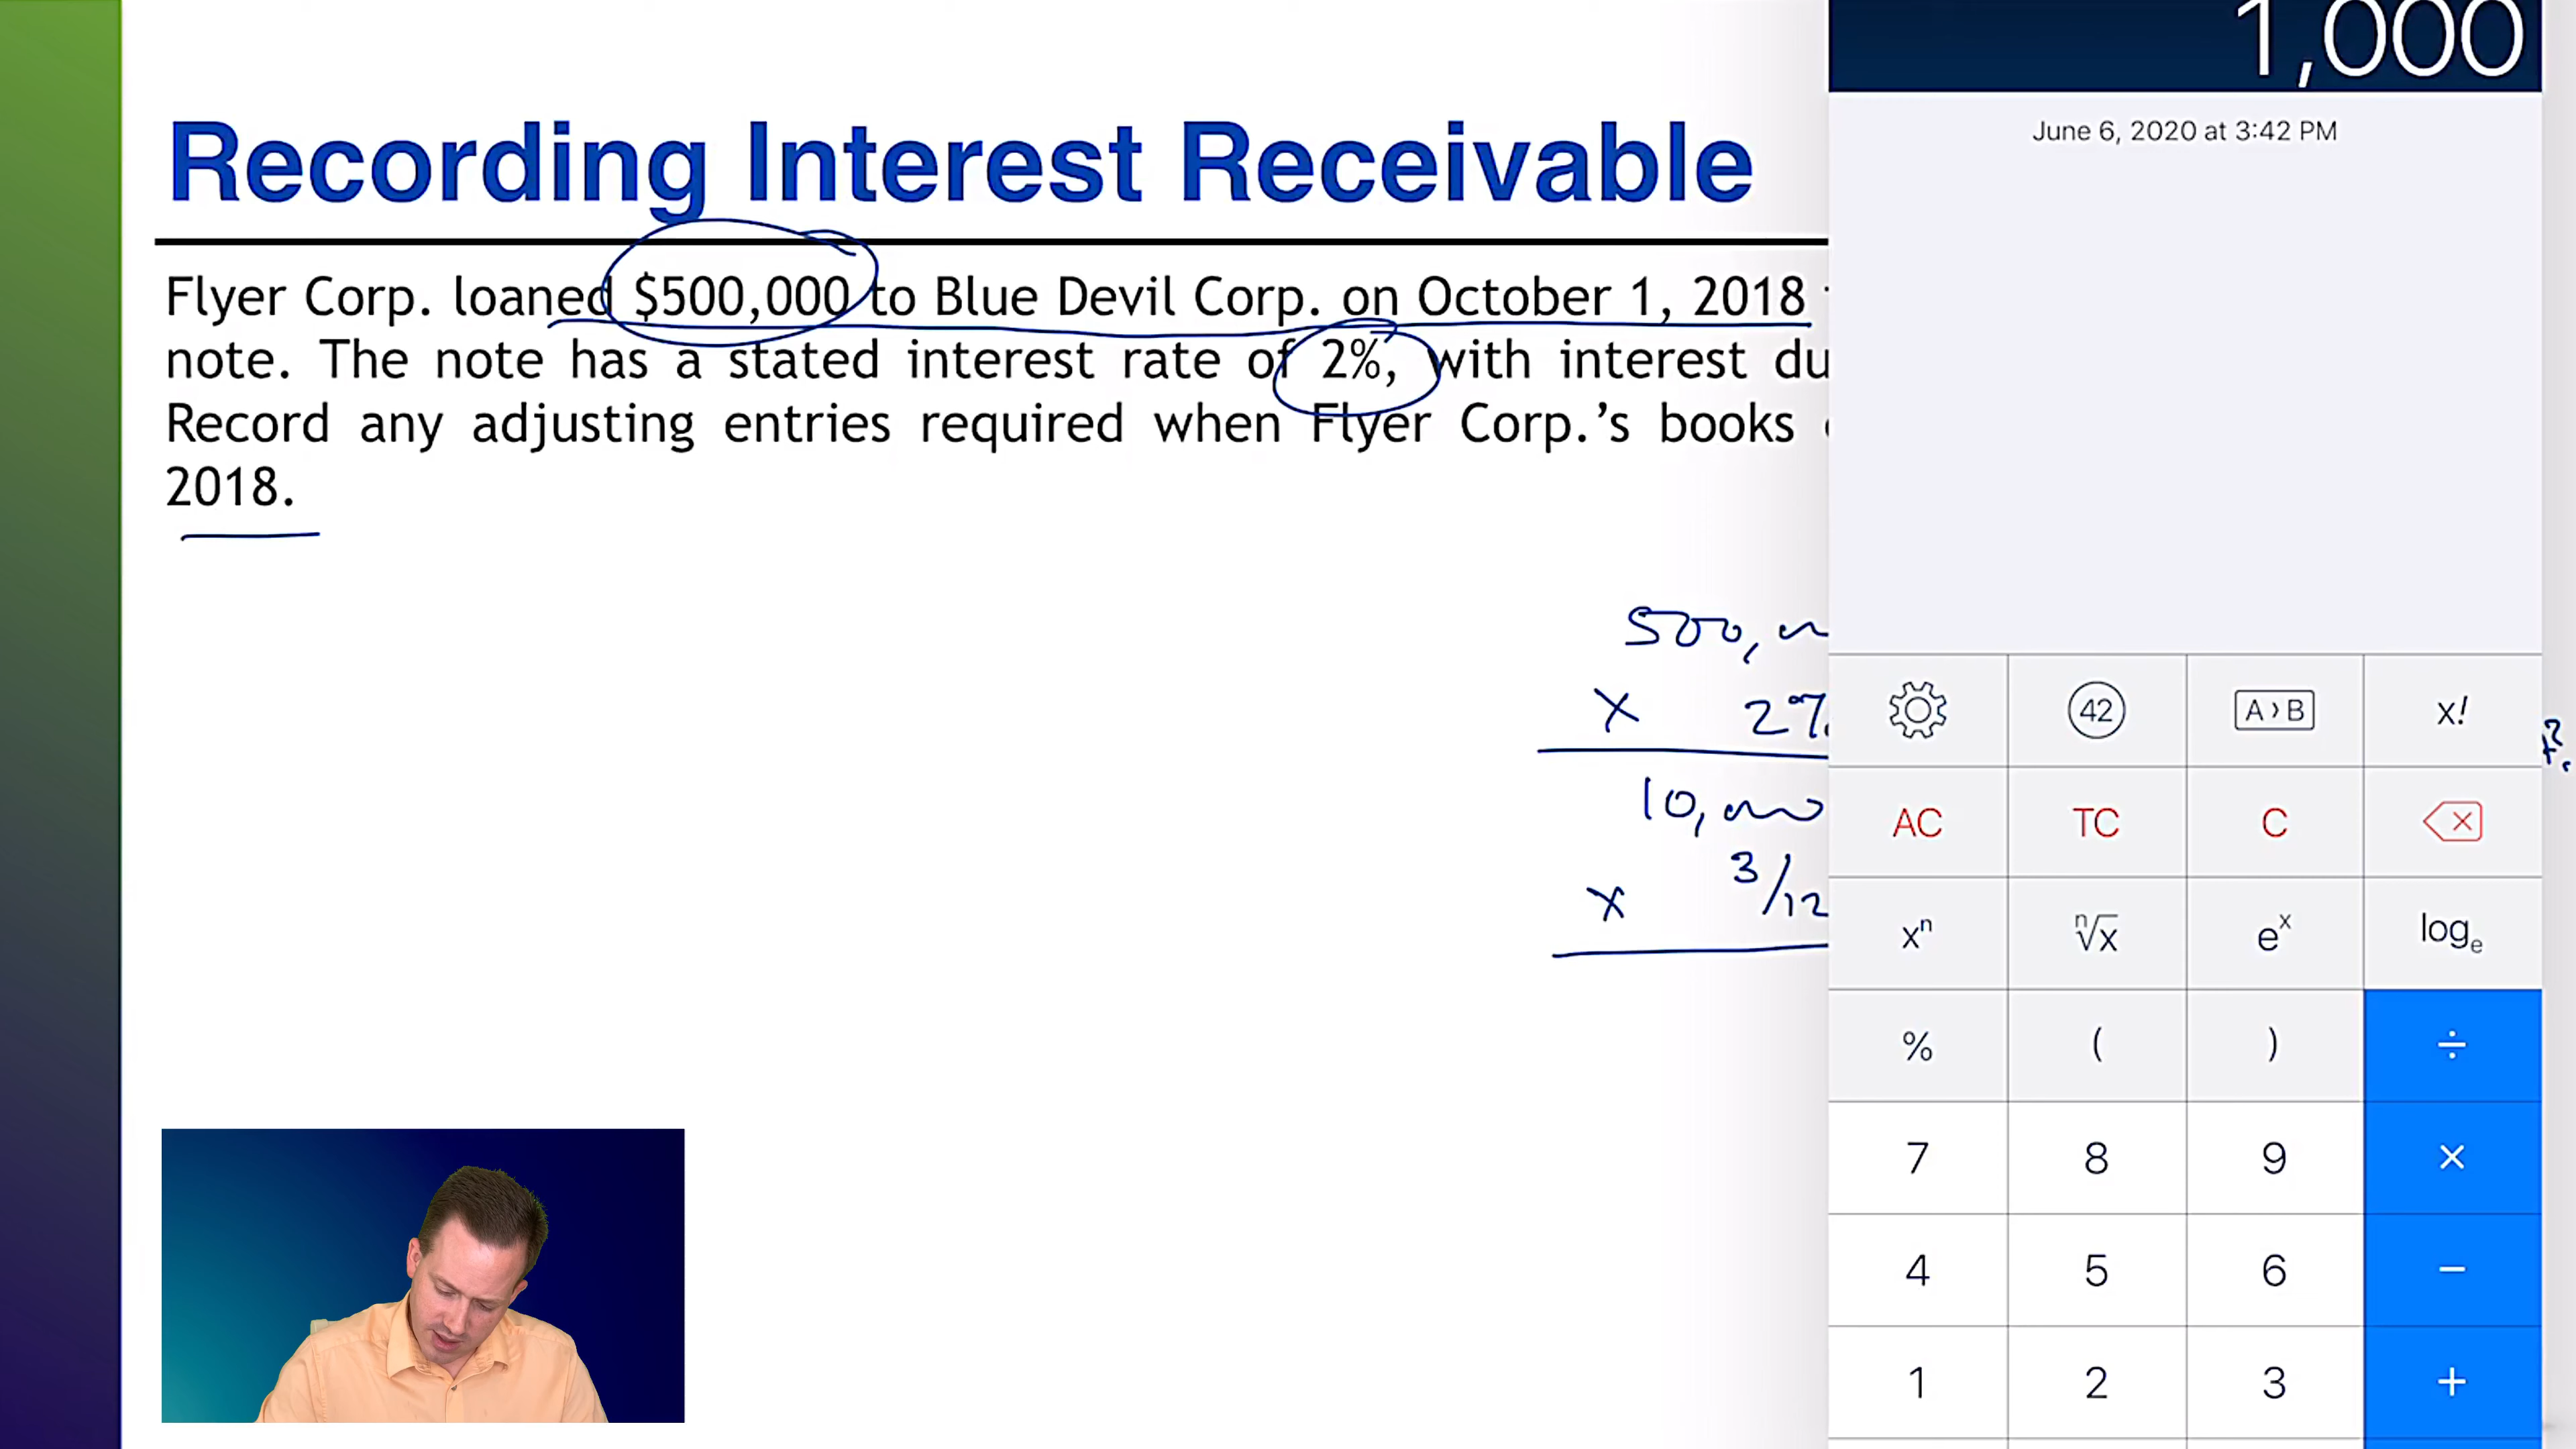 1,000
June 6, 2020 at 3:42 PM
Recording Interest Receivable
Flyer Corp. loaned $500,000 to Blue Devil Corp. on October 1, 2018
note. The note has a stated interest rate of 2%, with interest du
Record any adjusting entries required when Flyer Corp.’s books
2018.
500,
x 2%
10,000
x 3/12
42 A›B x!
AC TC C
xⁿ ⁿ√x eˣ logₑ
% ( ) ÷
7 8 9 ×
4 5 6 −
1 2 3 +